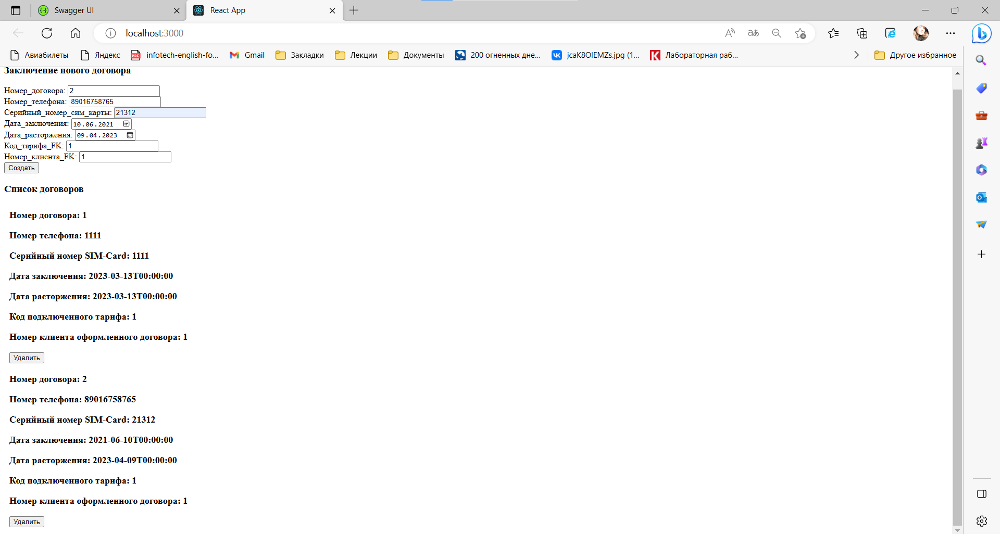 Swagger UI
React App
localhost:3000
Авиабилеты
Яндекс
infotech-english-fo...
Gmail
Закладки
Лекции
Документы
200 огненных дне...
jcaK8OIEMZs.jpg (1...
Лабораторная раб...
Другое избранное
Заключение нового договора
Номер_договора: 2
Номер_телефона: 89016758765
Серийный_номер_сим_карты: 21312
Дата_заключения: 10.06.2021
Дата_расторжения: 09.04.2023
Код_тарифа_FK: 1
Номер_клиента_FK: 1
Создать
Список договоров
Номер договора: 1
Номер телефона: 1111
Серийный номер SIM-Card: 1111
Дата заключения: 2023-03-13T00:00:00
Дата расторжения: 2023-03-13T00:00:00
Код подключенного тарифа: 1
Номер клиента оформленного договора: 1
Удалить
Номер договора: 2
Номер телефона: 89016758765
Серийный номер SIM-Card: 21312
Дата заключения: 2021-06-10T00:00:00
Дата расторжения: 2023-04-09T00:00:00
Код подключенного тарифа: 1
Номер клиента оформленного договора: 1
Удалить